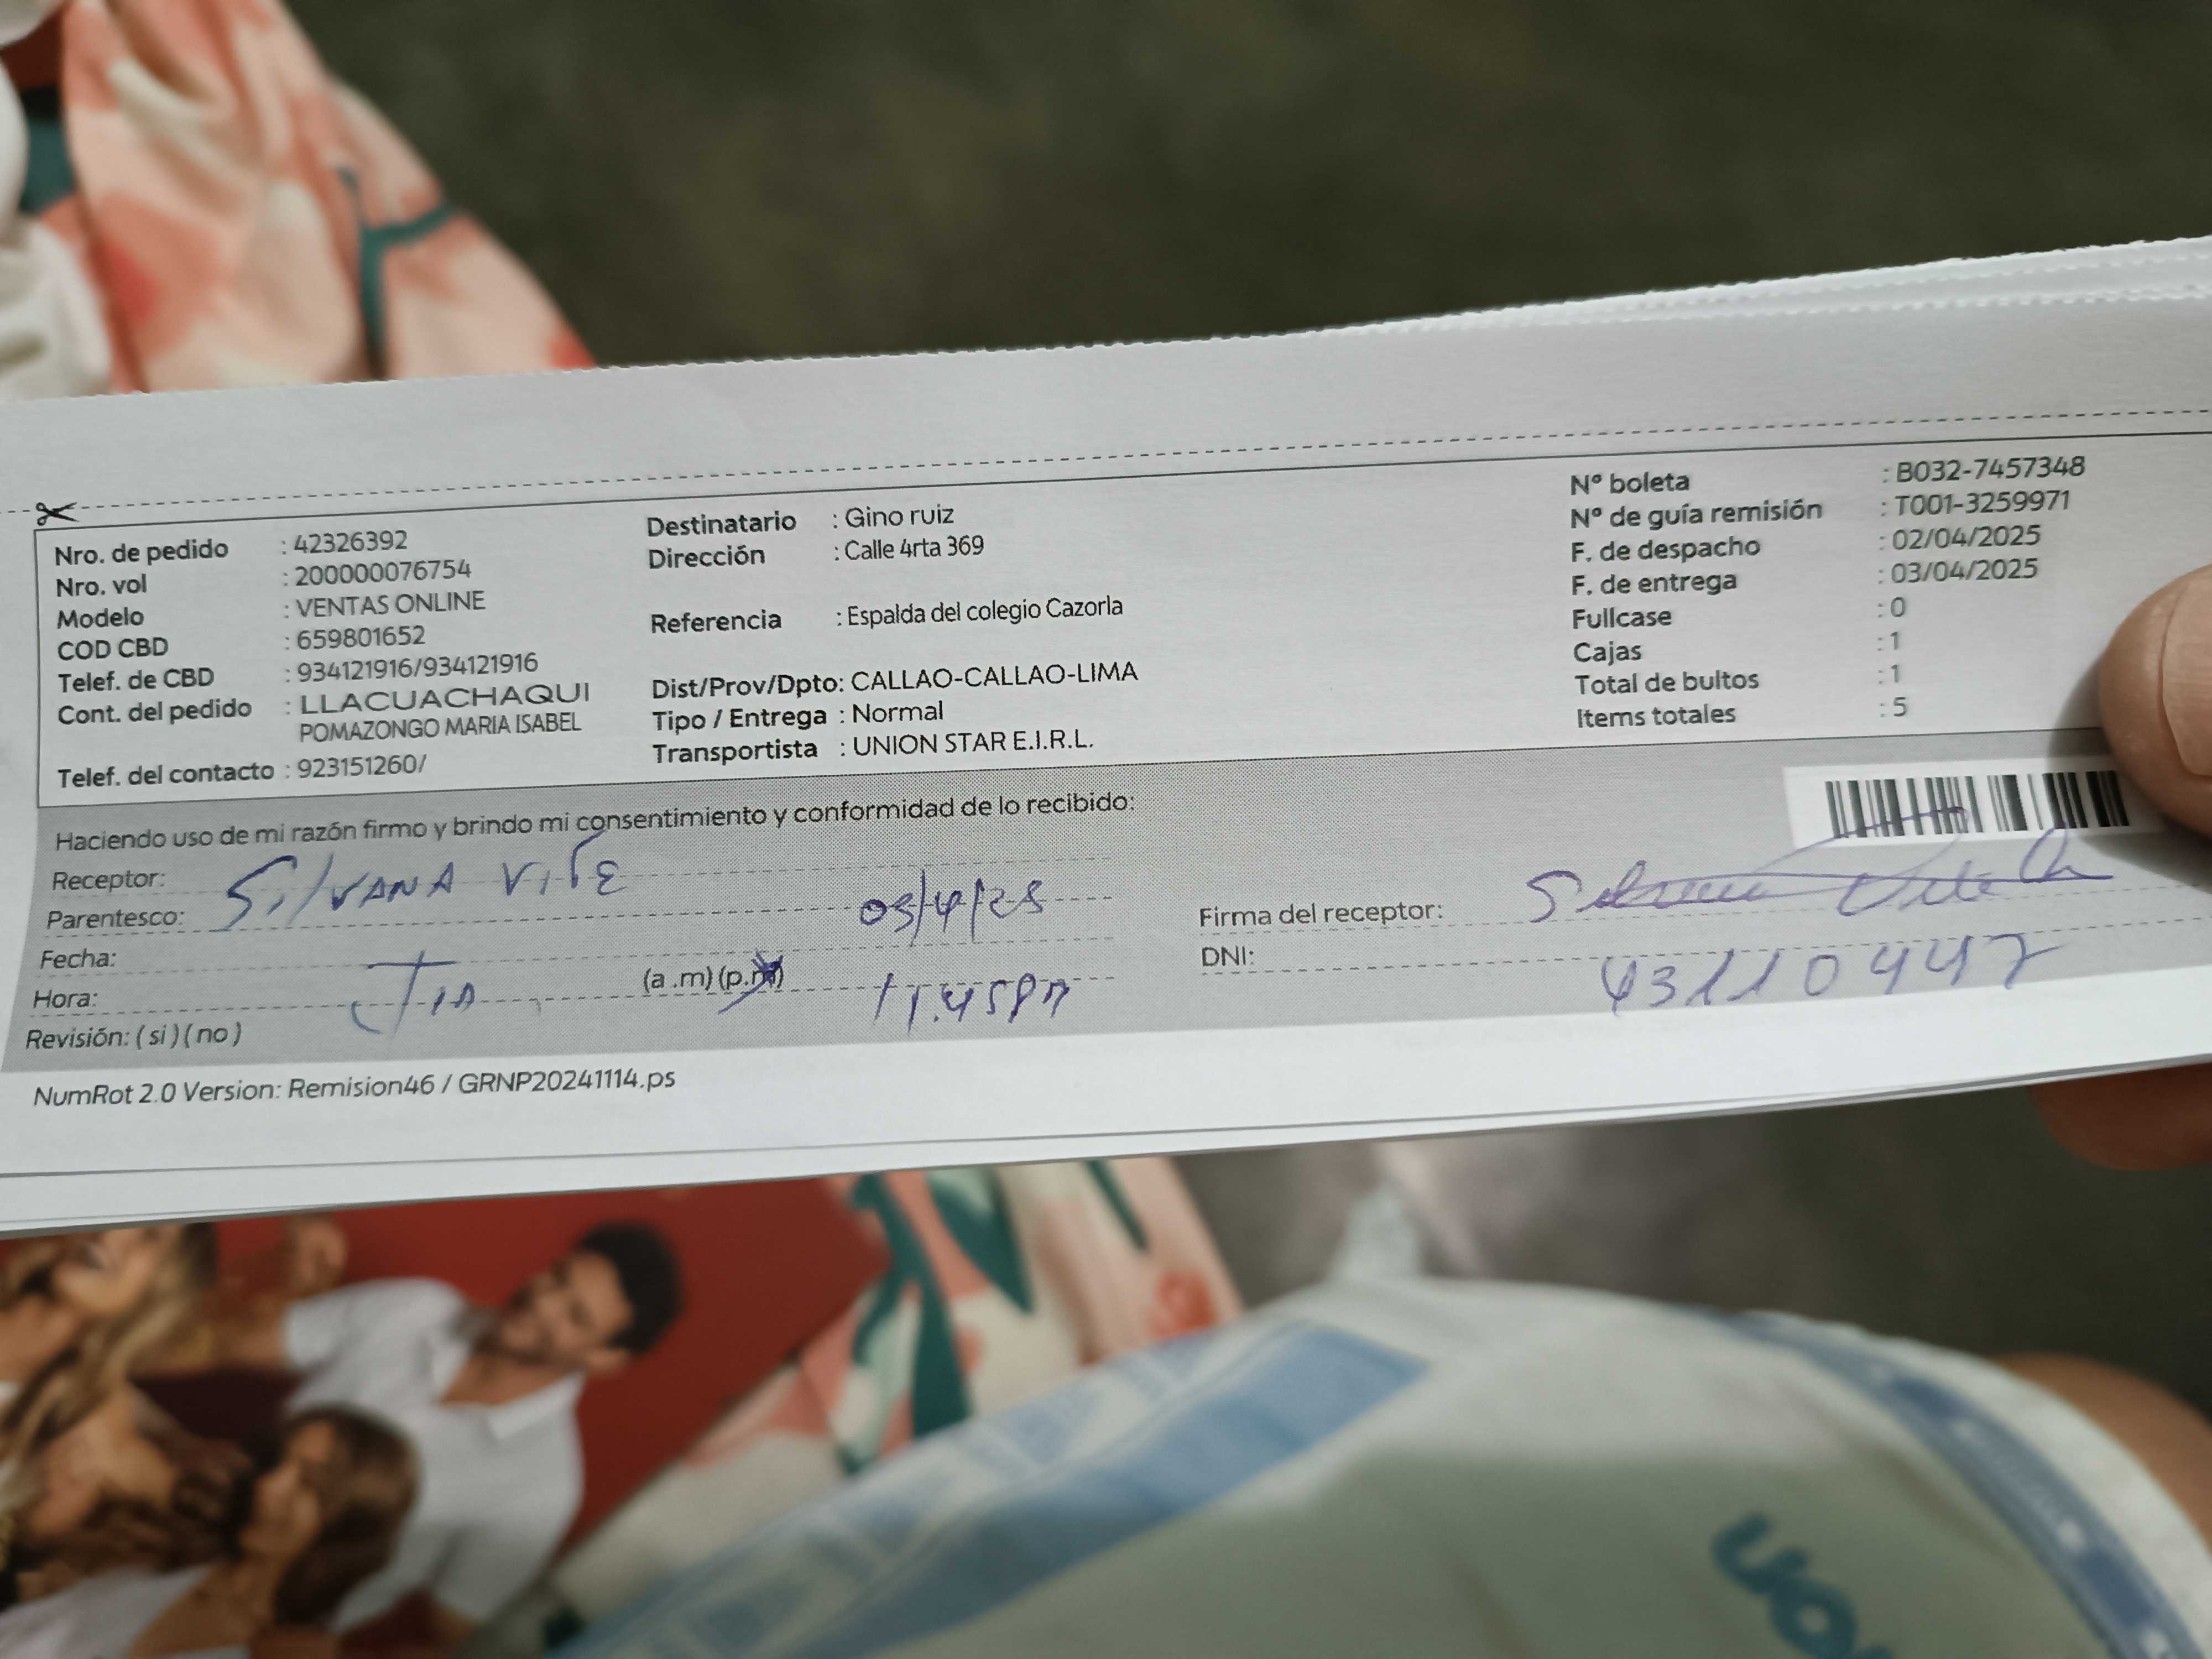 Nro. de pedido : 42326392
Nro. vol : 200000076754
Modelo : VENTAS ONLINE
COD CBD : 659801652
Telef. de CBD : 934121916/934121916
Cont. del pedido : LLACUACHAQUI
POMAZONGO MARIA ISABEL
Telef. del contacto : 923151260/
Destinatario : Gino ruiz
Dirección : Calle 4rta 369
Referencia : Espalda del colegio Cazorla
Dist/Prov/Dpto: CALLAO-CALLAO-LIMA
Tipo / Entrega : Normal
Transportista : UNION STAR E.I.R.L.
Nº boleta : B032-7457348
Nº de guía remisión : T001-3259971
F. de despacho : 02/04/2025
F. de entrega : 03/04/2025
Fullcase : 0
Cajas : 1
Total de bultos : 1
Items totales : 5
Haciendo uso de mi razón firmo y brindo mi consentimiento y conformidad de lo recibido:
Receptor: SILVANA VITE
Parentesco:
03/4/25
Fecha:
Hora: TIA (a .m) (p.m)
11.45
Revisión: ( si ) ( no )
Firma del receptor:
DNI: 43110447
NumRot 2.0 Version: Remision46 / GRNP20241114.ps